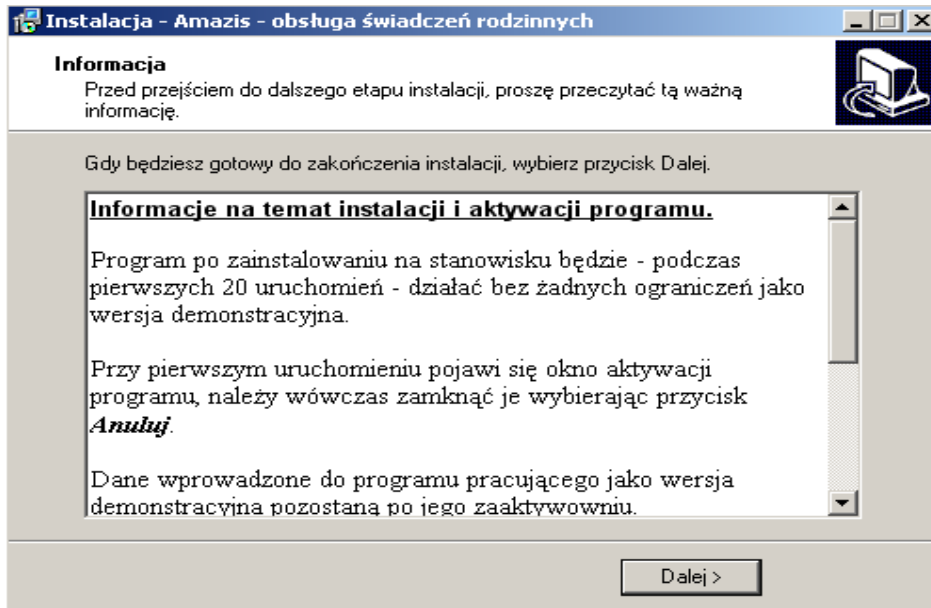 Instalacja - Amazis - obsługa świadczeń rodzinnych
Informacja
Przed przejściem do dalszego etapu instalacji, proszę przeczytać tą ważną
informację.
Gdy będziesz gotowy do zakończenia instalacji, wybierz przycisk Dalej.
Informacje na temat instalacji i aktywacji programu.
Program po zainstalowaniu na stanowisku będzie - podczas
pierwszych 20 uruchomień - działać bez żadnych ograniczeń jako
wersja demonstracyjna.
Przy pierwszym uruchomieniu pojawi się okno aktywacji
programu, należy wówczas zamknąć je wybierając przycisk
Anuluj.
Dane wprowadzone do programu pracującego jako wersja
demonstracyjna pozostaną po jego zaaktywowniu.
Dalej >